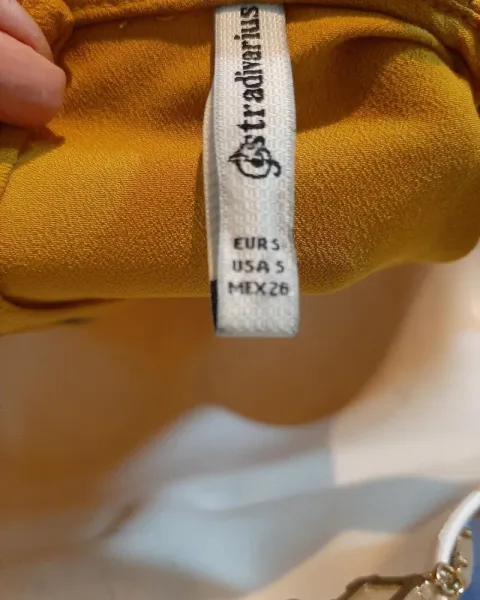 stradivarius
EUR S
USA S
MEX 26